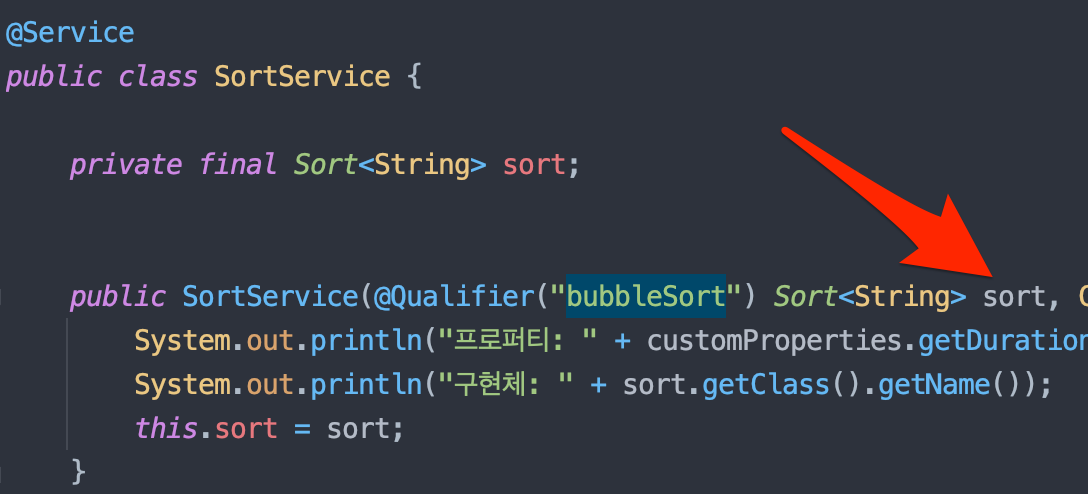 @Service
public class SortService {
private final Sort<String> sort;
public SortService(@Qualifier("bubbleSort") Sort<String> sort,
System.out.println("프로퍼티: " + customProperties.getDuration
System.out.println("구현체: " + sort.getClass().getName());
this.sort = sort;
}